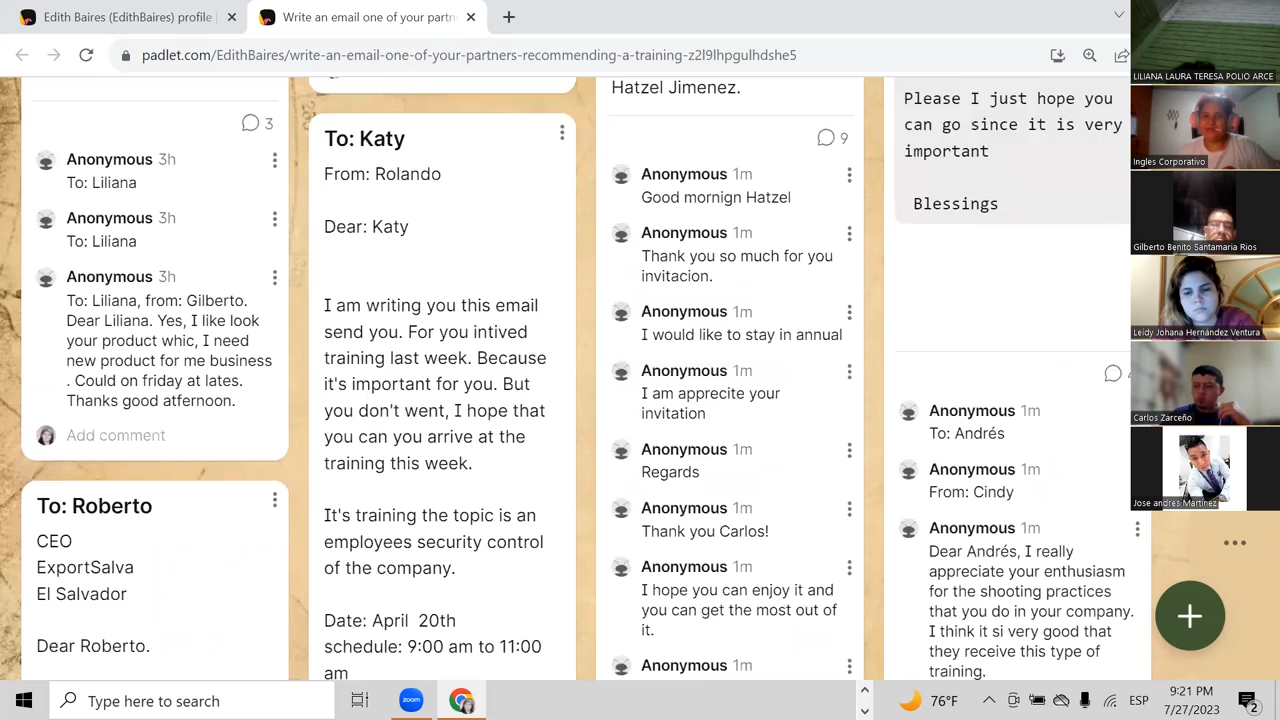 Edith Baires (EdithBaires) profile
Write an email one of your partn
padlet.com/EdithBaires/write-an-email-one-of-your-partners-recommending-a-training-z2l9lhpgulhdshe5
3
Anonymous 3h
To: Liliana
Anonymous 3h
To: Liliana
Anonymous 3h
To: Liliana, from: Gilberto.
Dear Liliana. Yes, I like look
your product whic, I need
new product for me business
. Could on friday at lates.
Thanks good atfernoon.
Add comment
To: Roberto
CEO
ExportSalva
El Salvador
Dear Roberto.
To: Katy
From: Rolando
Dear: Katy
I am writing you this email
send you. For you intived
training last week. Because
it's important for you. But
you don't went, I hope that
you can you arrive at the
training this week.
It's training the topic is an
employees security control
of the company.
Date: April 20th
schedule: 9:00 am to 11:00
am
Hatzel Jimenez.
9
Anonymous 1m
Good mornign Hatzel
Anonymous 1m
Thank you so much for you
invitacion.
Anonymous 1m
I would like to stay in annual
Anonymous 1m
I am apprecite your
invitation
Anonymous 1m
Regards
Anonymous 1m
Thank you Carlos!
Anonymous 1m
I hope you can enjoy it and
you can get the most out of
it.
Anonymous 1m
Please I just hope you
can go since it is very
important
Blessings
Anonymous 1m
To: Andrés
Anonymous 1m
From: Cindy
Anonymous 1m
Dear Andrés, I really
appreciate your enthusiasm
for the shooting practices
that you do in your company.
I think it si very good that
they receive this type of
training.
LILIANA LAURA TERESA POLIO ARCE
Ingles Corporativo
Gilberto Benito Santamaria Rios
Leidy Johana Hernández Ventura
Carlos Zarceño
Jose andres Martinez
Type here to search
zoom
76°F
ESP
9:21 PM
7/27/2023
2